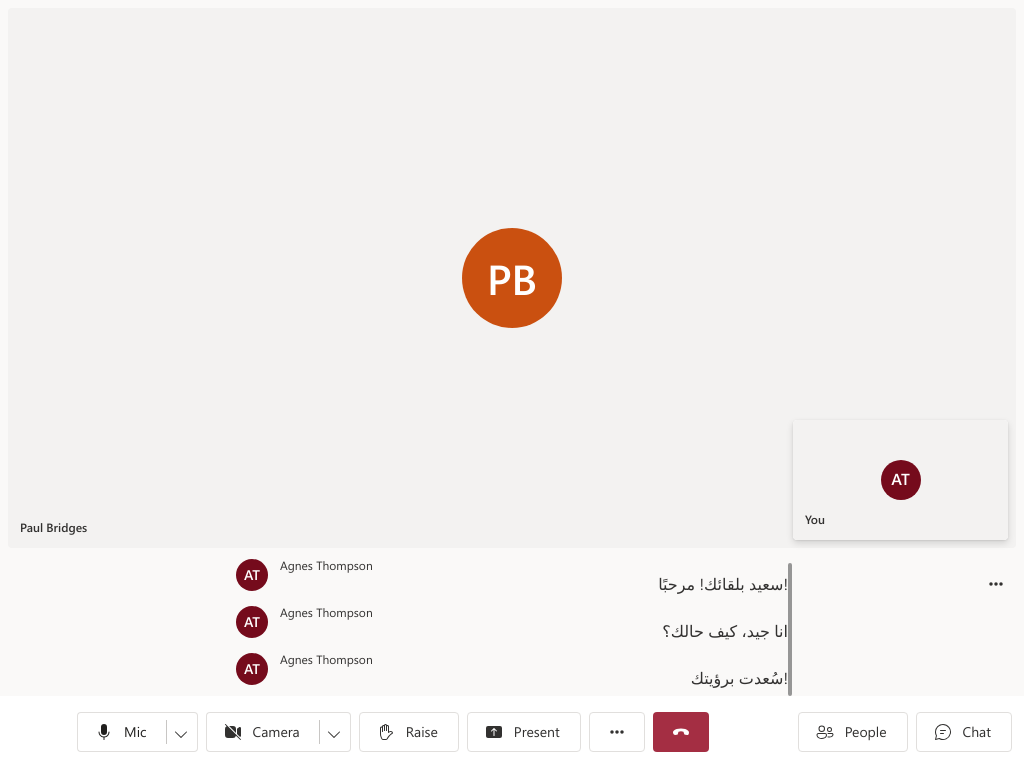 PB
AT
You
Paul Bridges
AT
Agnes Thompson
سعيد بلقائك! مرحبًا!
AT
Agnes Thompson
انا جيد، كيف حالك؟
AT
Agnes Thompson
سُعدت برؤيتك!
Mic
Camera
Raise
Present
People
Chat